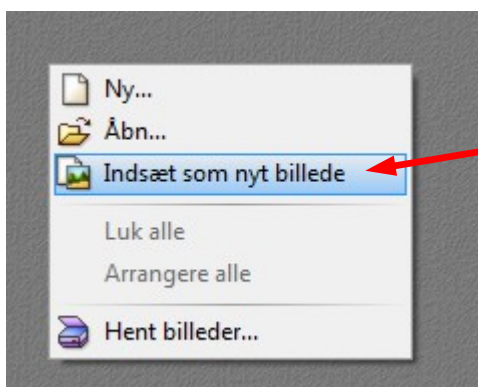 Ny...
Åbn...
Indsæt som nyt billede
Luk alle
Arrangere alle
Hent billeder...